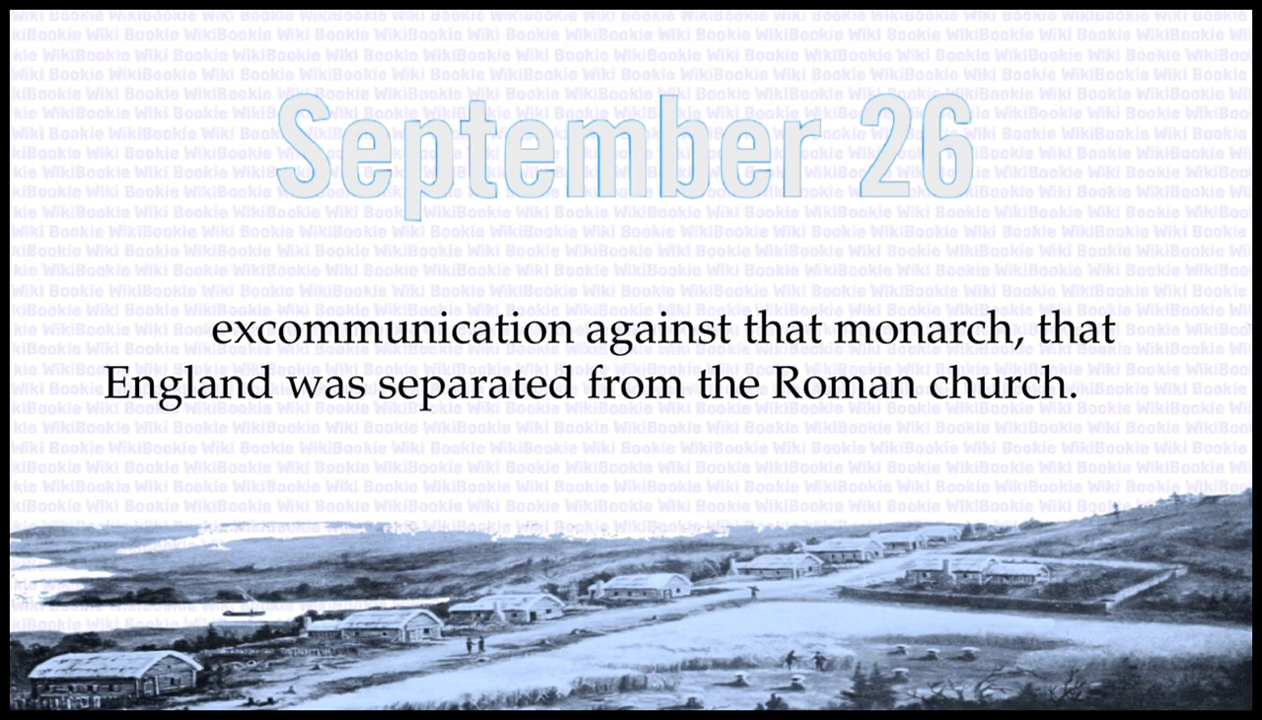 September 26
excommunication against that monarch, that
England was separated from the Roman church.